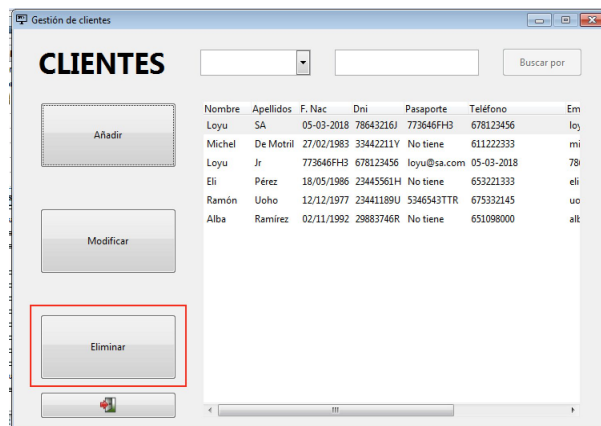 Gestión de clientes
CLIENTES
Buscar por
Añadir
Modificar
Eliminar
Nombre Apellidos F. Nac Dni Pasaporte Teléfono Em
Loyu SA 05-03-2018 78643216J 773646FH3 678123456 loy
Michel De Motril 27/02/1983 33442211Y No tiene 611222333 mi
Loyu Jr 773646FH3 678123456 loyu@sa.com 05-03-2018 78
Eli Pérez 18/05/1986 23445561H No tiene 653221333 eli
Ramón Uoho 12/12/1977 23441189U 5346543TTR 675332145 uo
Alba Ramírez 02/11/1992 29883746R No tiene 651098000 alb